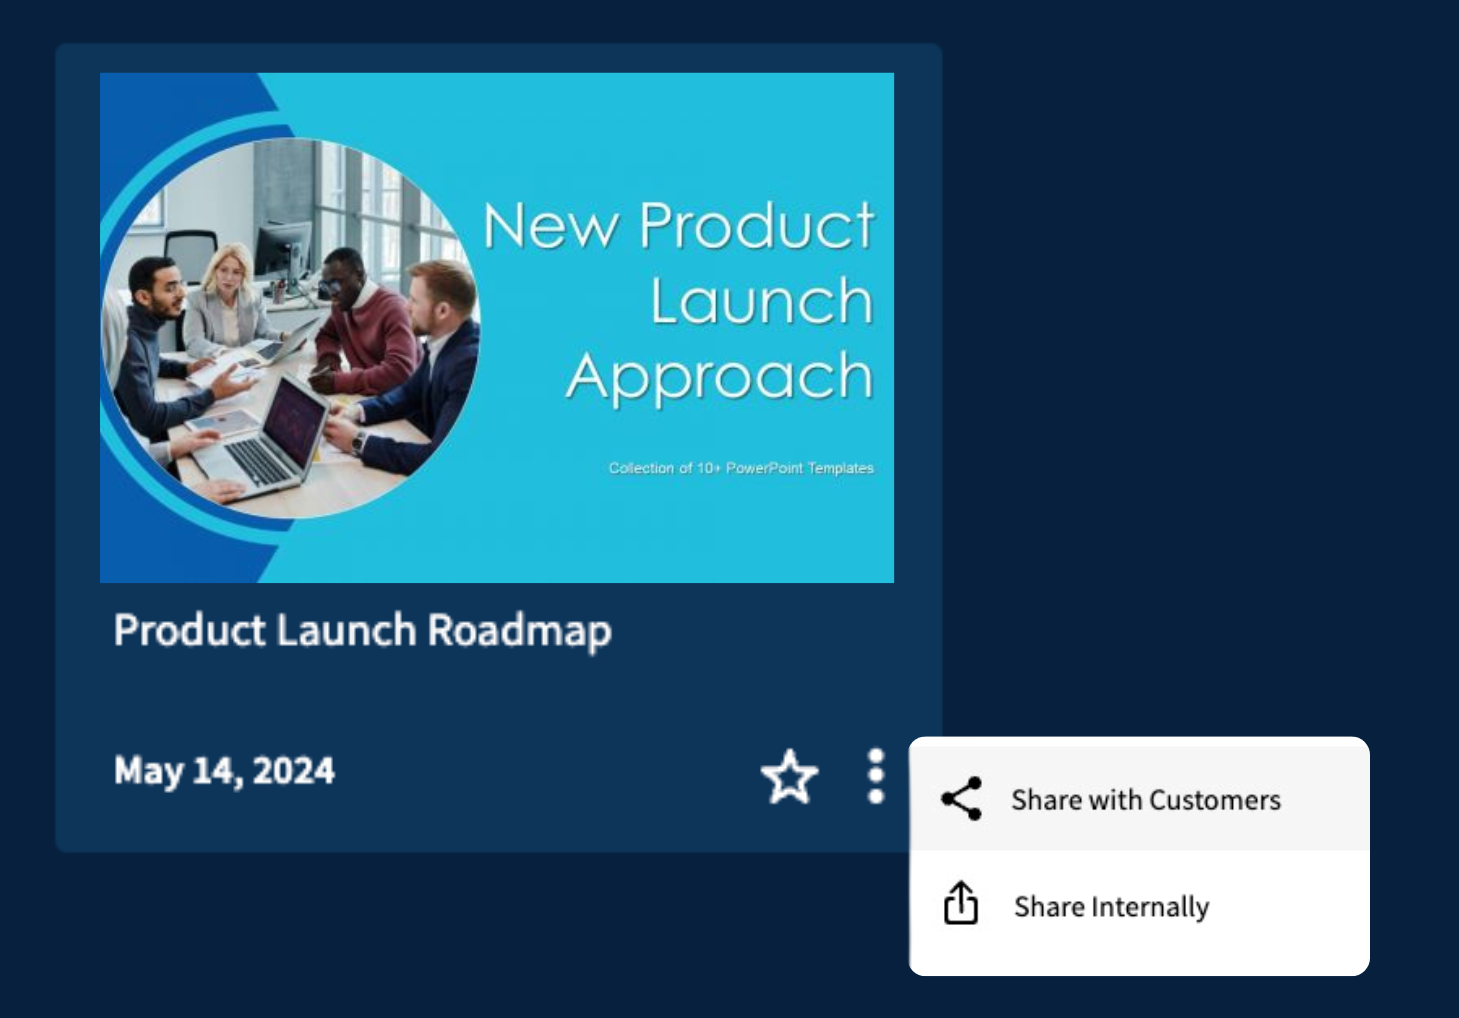 New Product
Launch
Approach
Collection of 10+ PowerPoint Templates
Product Launch Roadmap
May 14, 2024
Share with Customers
Share Internally